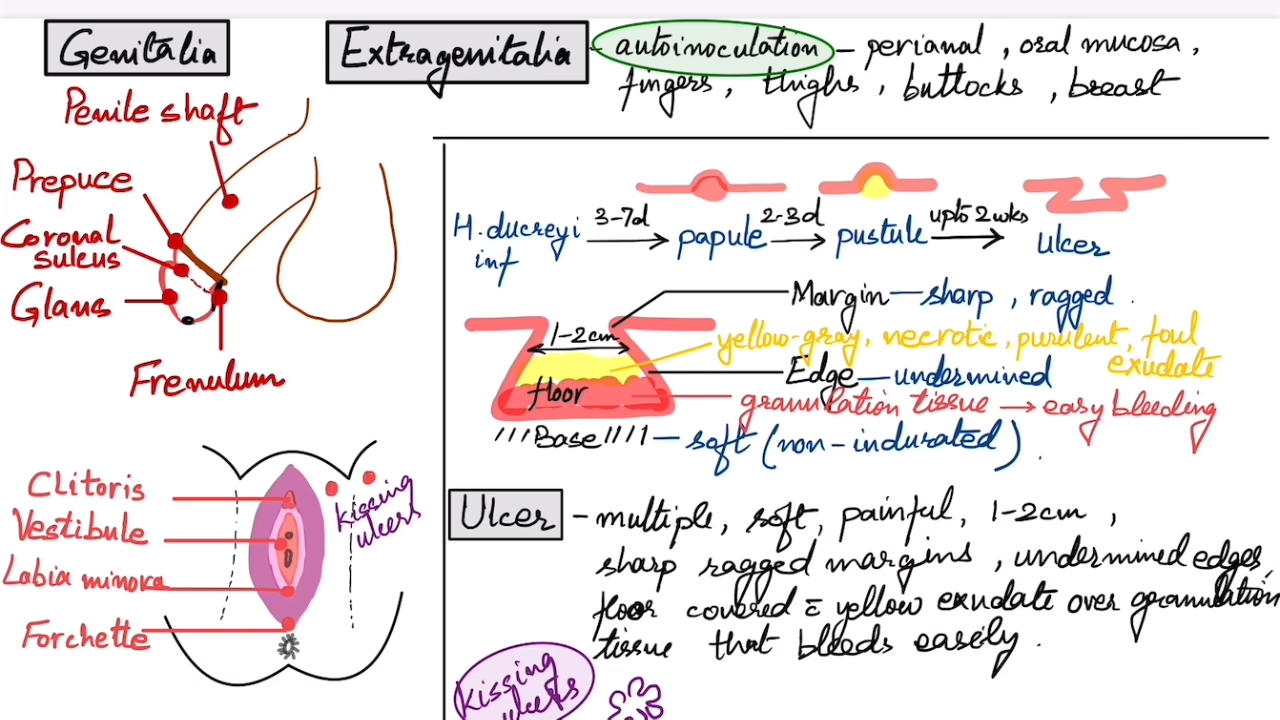 Genitalia
Extragenitalia - autoinoculation - perianal, oral mucosa,
fingers, thighs, buttocks, breast
Penile shaft
Prepuce
Coronal
sulcus
Glans
Frenulum
H. ducreyi
inf
3-7d
papule
2-3d
pustule
upto 2 wks
ulcer
Margin - sharp, ragged.
1-2cm
yellow-gray, necrotic, purulent, foul
exudate
Edge - undermined
floor
granulation tissue → easy bleeding
Base - soft (non-indurated).
Clitoris
Vestibule
Labia minora
Forchette
kissing
ulcers
Ulcer - multiple, soft, painful, 1-2cm,
sharp ragged margins, undermined edges,
floor covered c̄ yellow exudate over granulation
tissue that bleeds easily.
kissing
ulcers